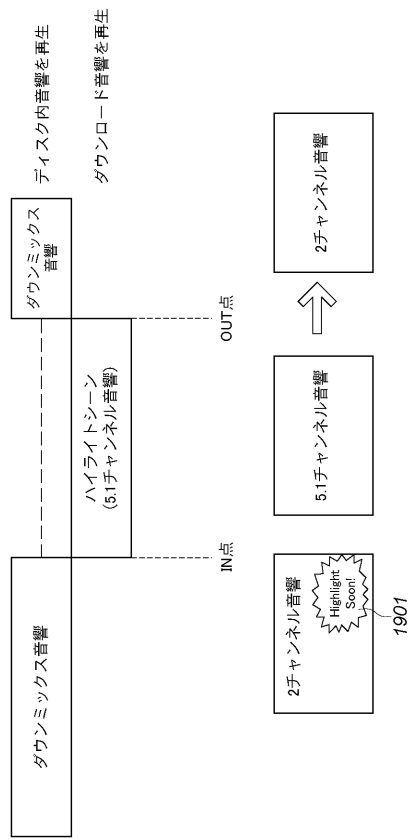 ダウンミックス音響
ハイライトシーン
(5.1チャンネル音響)
ダウンミックス
音響
ディスク内音響を再生
ダウンロード音響を再生
IN点
OUT点
2チャンネル音響
Highlight
Soon!
1901
5.1チャンネル音響
2チャンネル音響